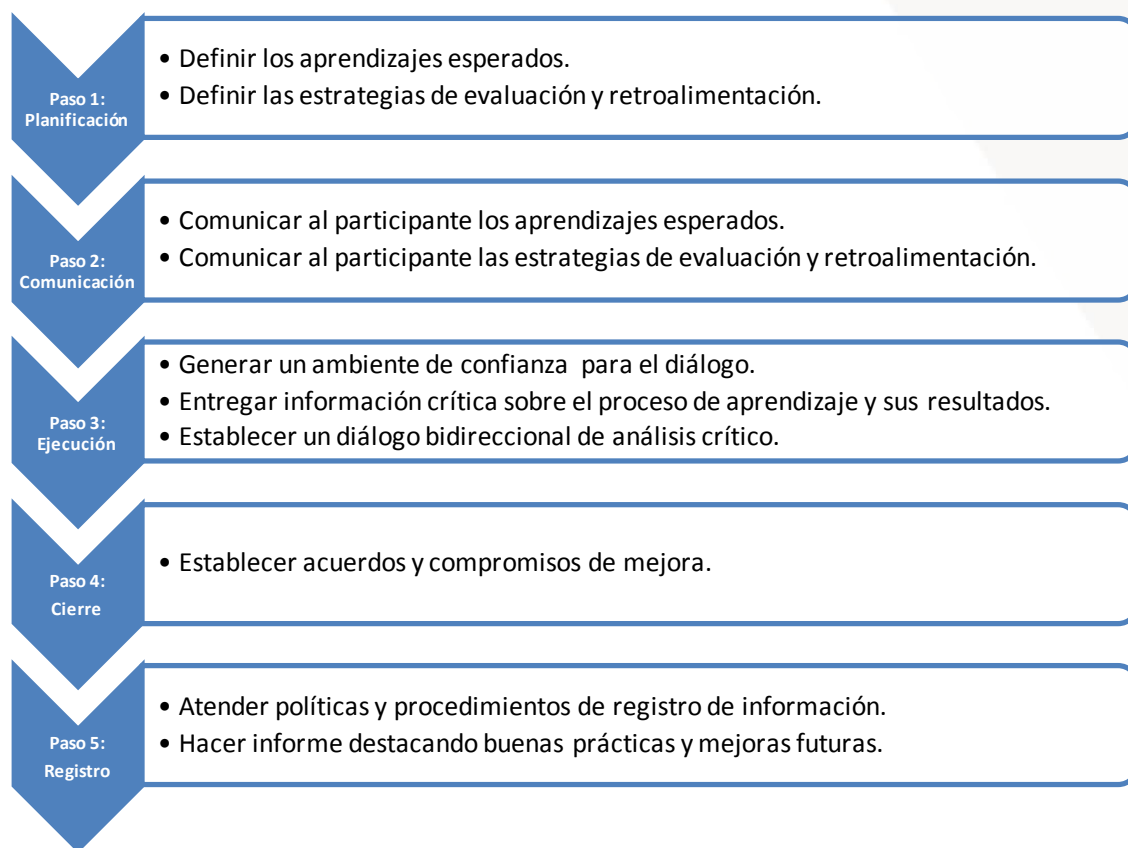 Paso 1:
Planificación
• Definir los aprendizajes esperados.
• Definir las estrategias de evaluación y retroalimentación.
Paso 2:
Comunicación
• Comunicar al participante los aprendizajes esperados.
• Comunicar al participante las estrategias de evaluación y retroalimentación.
Paso 3:
Ejecución
• Generar un ambiente de confianza para el diálogo.
• Entregar información crítica sobre el proceso de aprendizaje y sus resultados.
• Establecer un diálogo bidireccional de análisis crítico.
Paso 4:
Cierre
• Establecer acuerdos y compromisos de mejora.
Paso 5:
Registro
• Atender políticas y procedimientos de registro de información.
• Hacer informe destacando buenas prácticas y mejoras futuras.